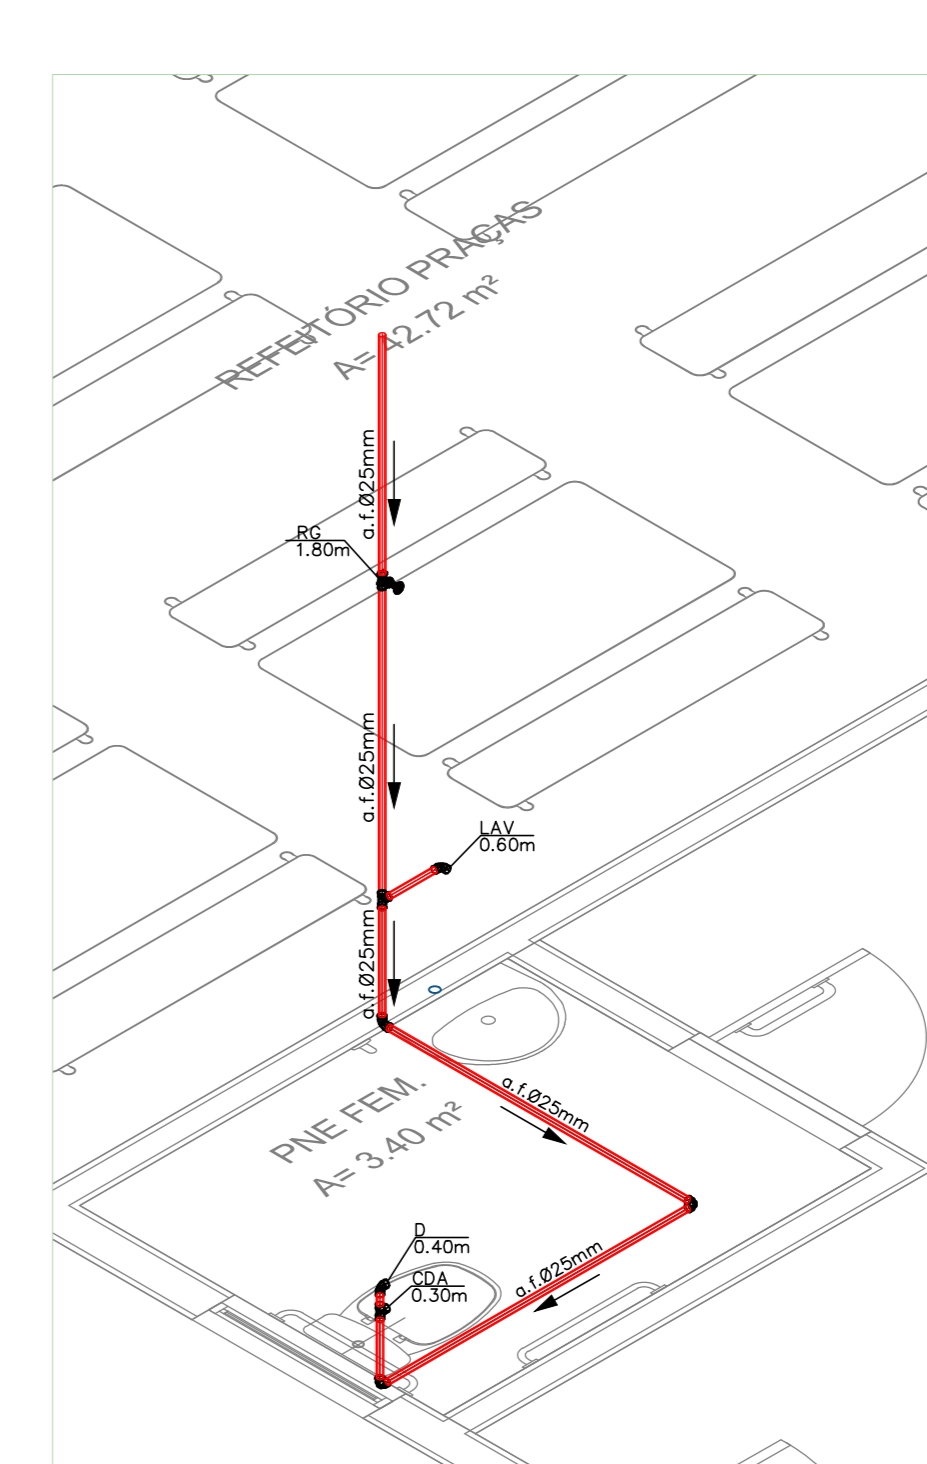 REFEITÓRIO PRAÇAS
A= 42.72 m²
a.f.Ø25mm
RG
1.80m
a.f.Ø25mm
LAV
0.60m
a.f.Ø25mm
a.f.Ø25mm
PNE FEM.
A= 3.40 m²
D
0.40m
a.f.Ø25mm
CDA
0.30m